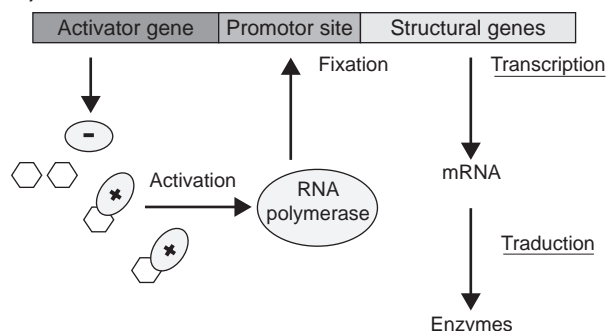 Activator gene Promotor site Structural genes
Fixation
Transcription
-
+
Activation
RNA
polymerase
mRNA
+
Traduction
Enzymes